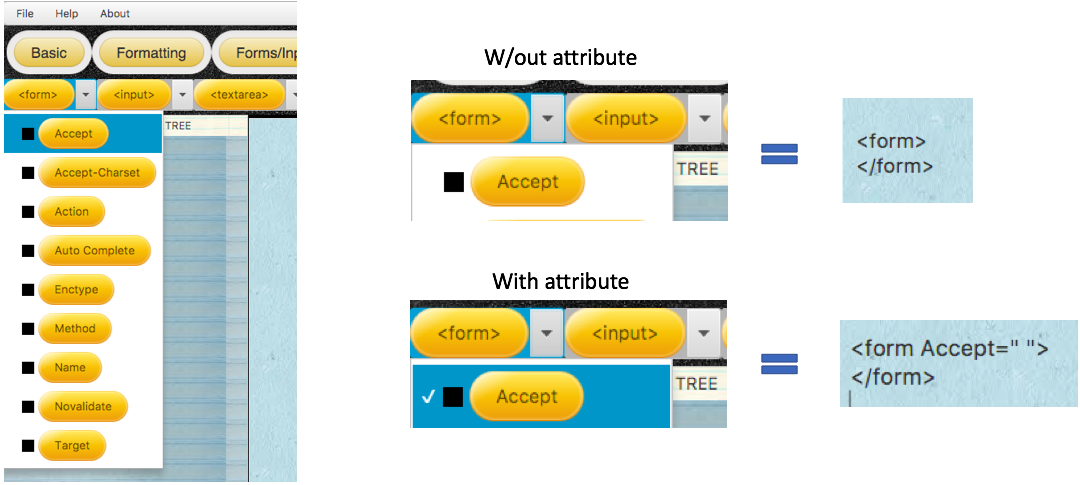 File Help About
Basic Formatting Forms/Inp
<form> <input> <textarea>
Accept
TREE
Accept-Charset
Action
Auto Complete
Enctype
Method
Name
Novalidate
Target
W/out attribute
<form> <input>
Accept
TREE
<form>
</form>
With attribute
<form> <input>
✓ Accept
TREE
<form Accept=" ">
</form>